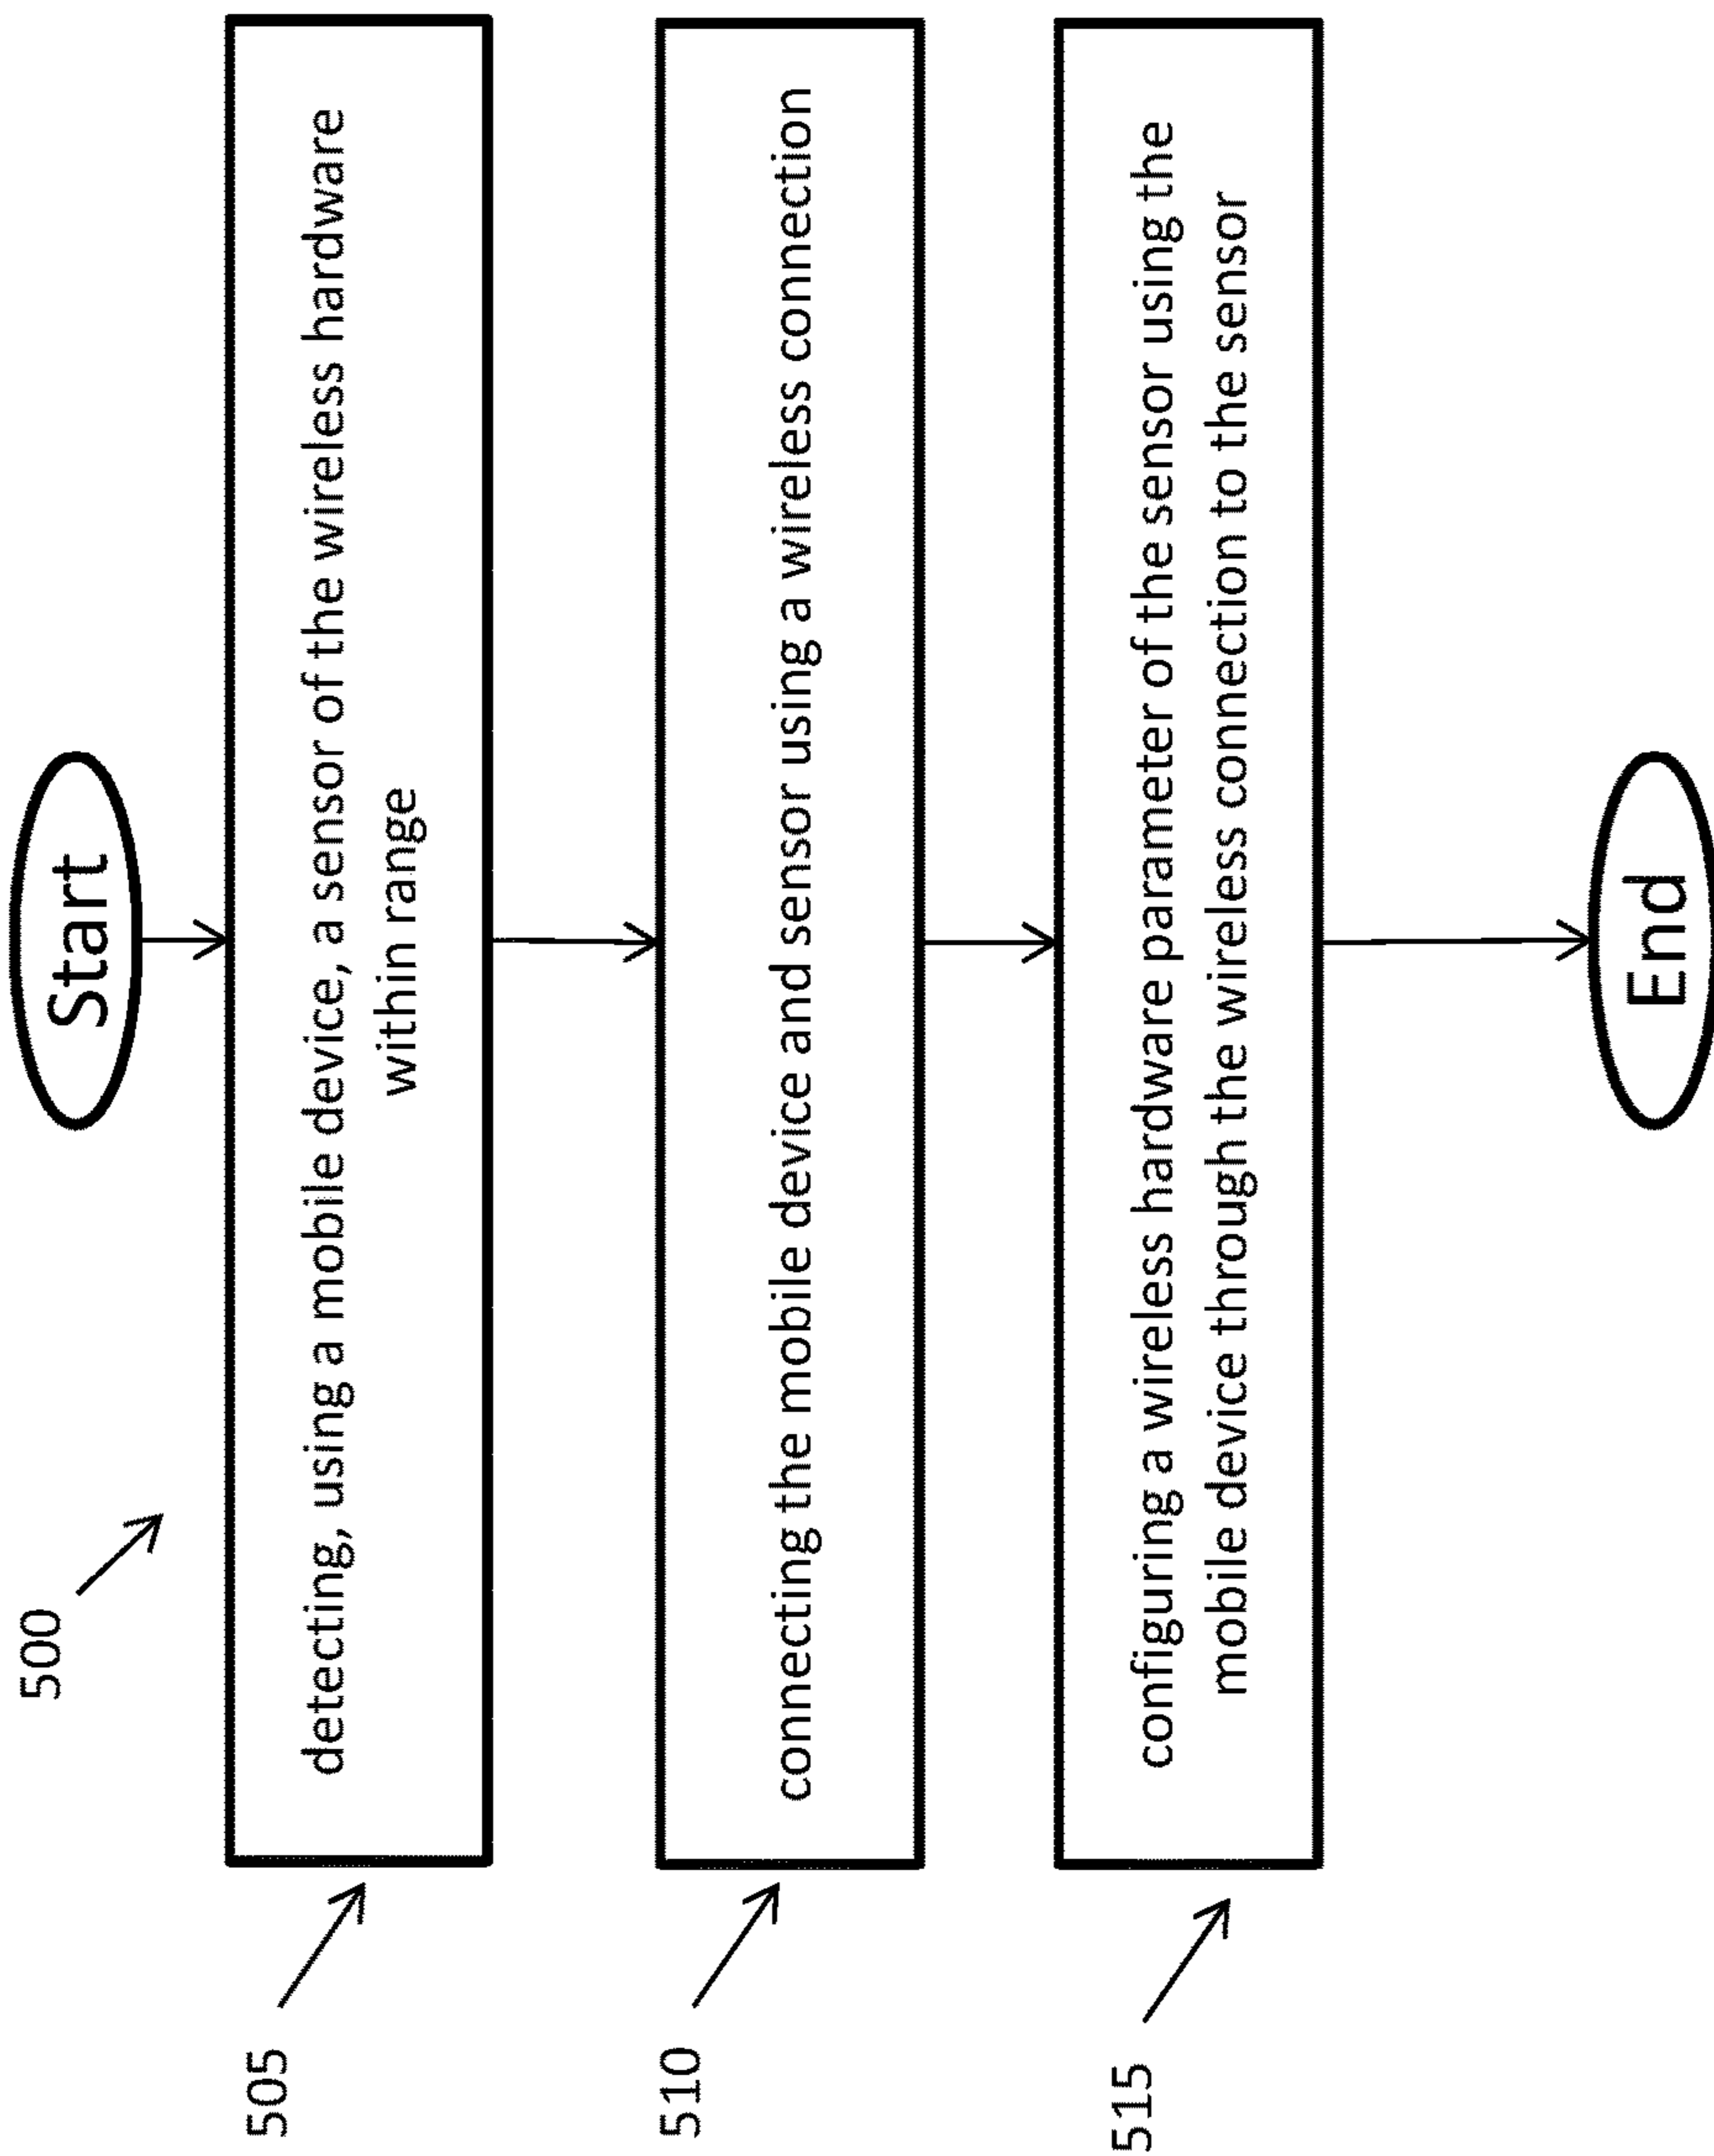 500
Start
505
detecting, using a mobile device, a sensor of the wireless hardware
within range
510
connecting the mobile device and sensor using a wireless connection
515
configuring a wireless hardware parameter of the sensor using the
mobile device through the wireless connection to the sensor
End